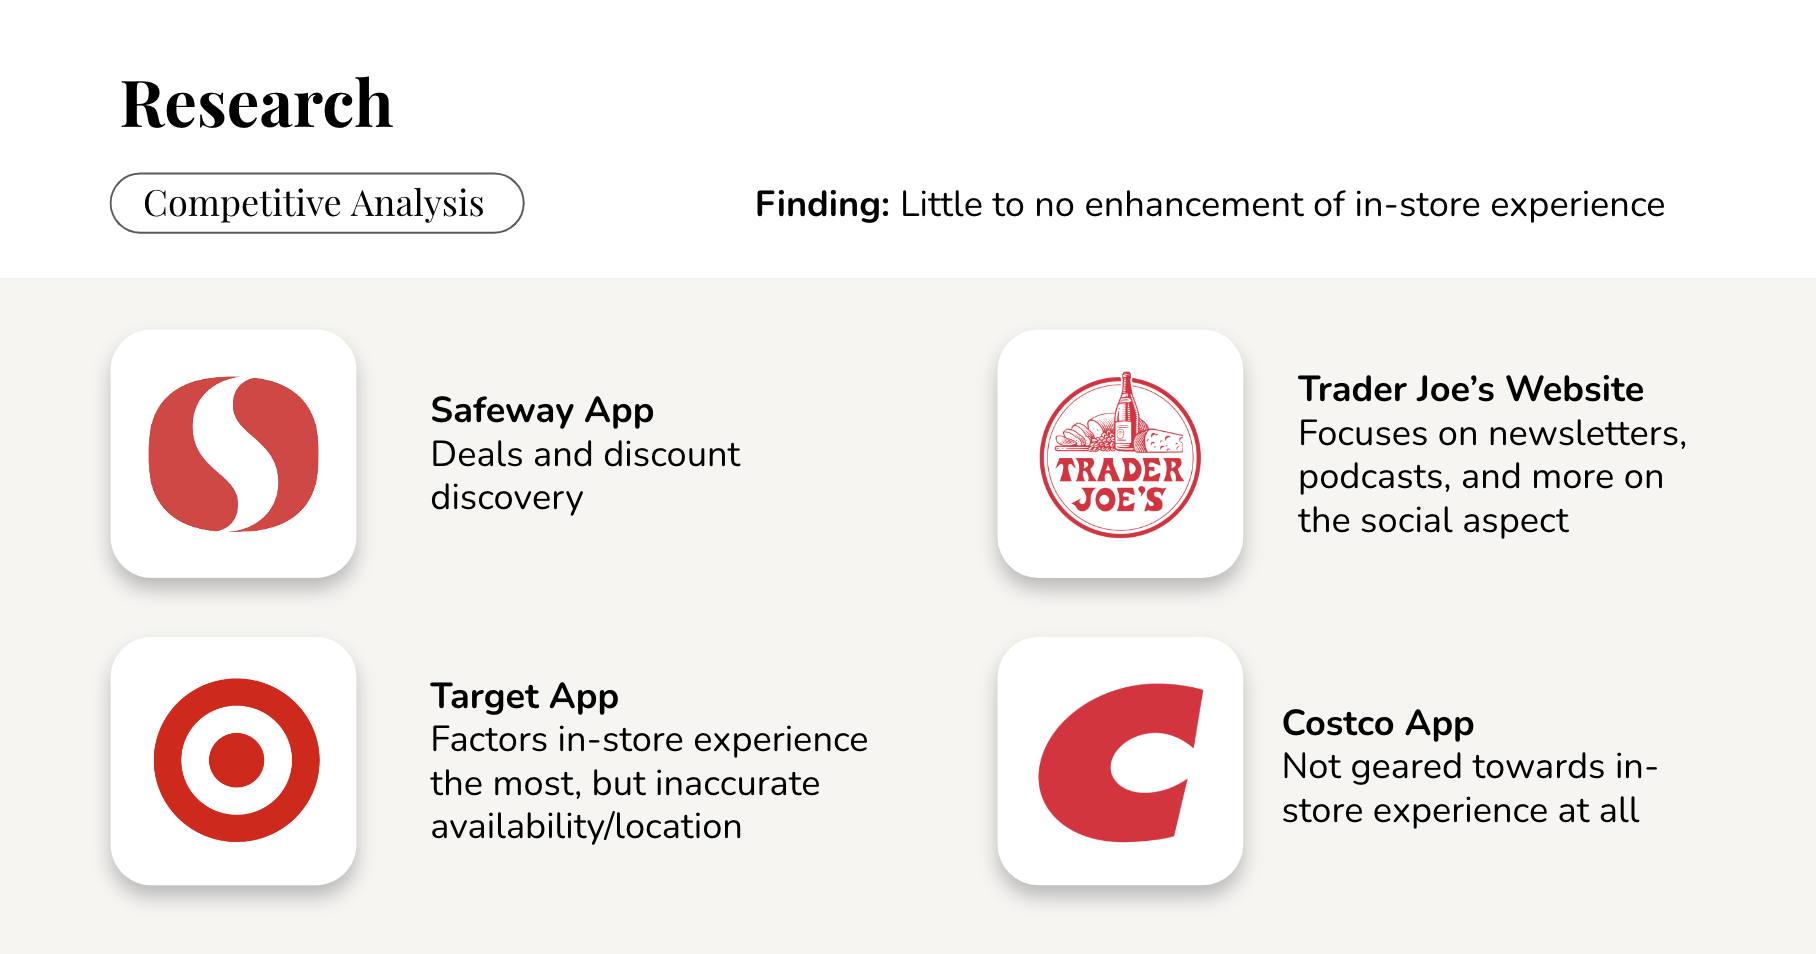 Research
Competitive Analysis
Finding: Little to no enhancement of in-store experience
Safeway App
Deals and discount
discovery
TRADER
JOE'S
Trader Joe’s Website
Focuses on newsletters,
podcasts, and more on
the social aspect
Target App
Factors in-store experience
the most, but inaccurate
availability/location
Costco App
Not geared towards in-
store experience at all